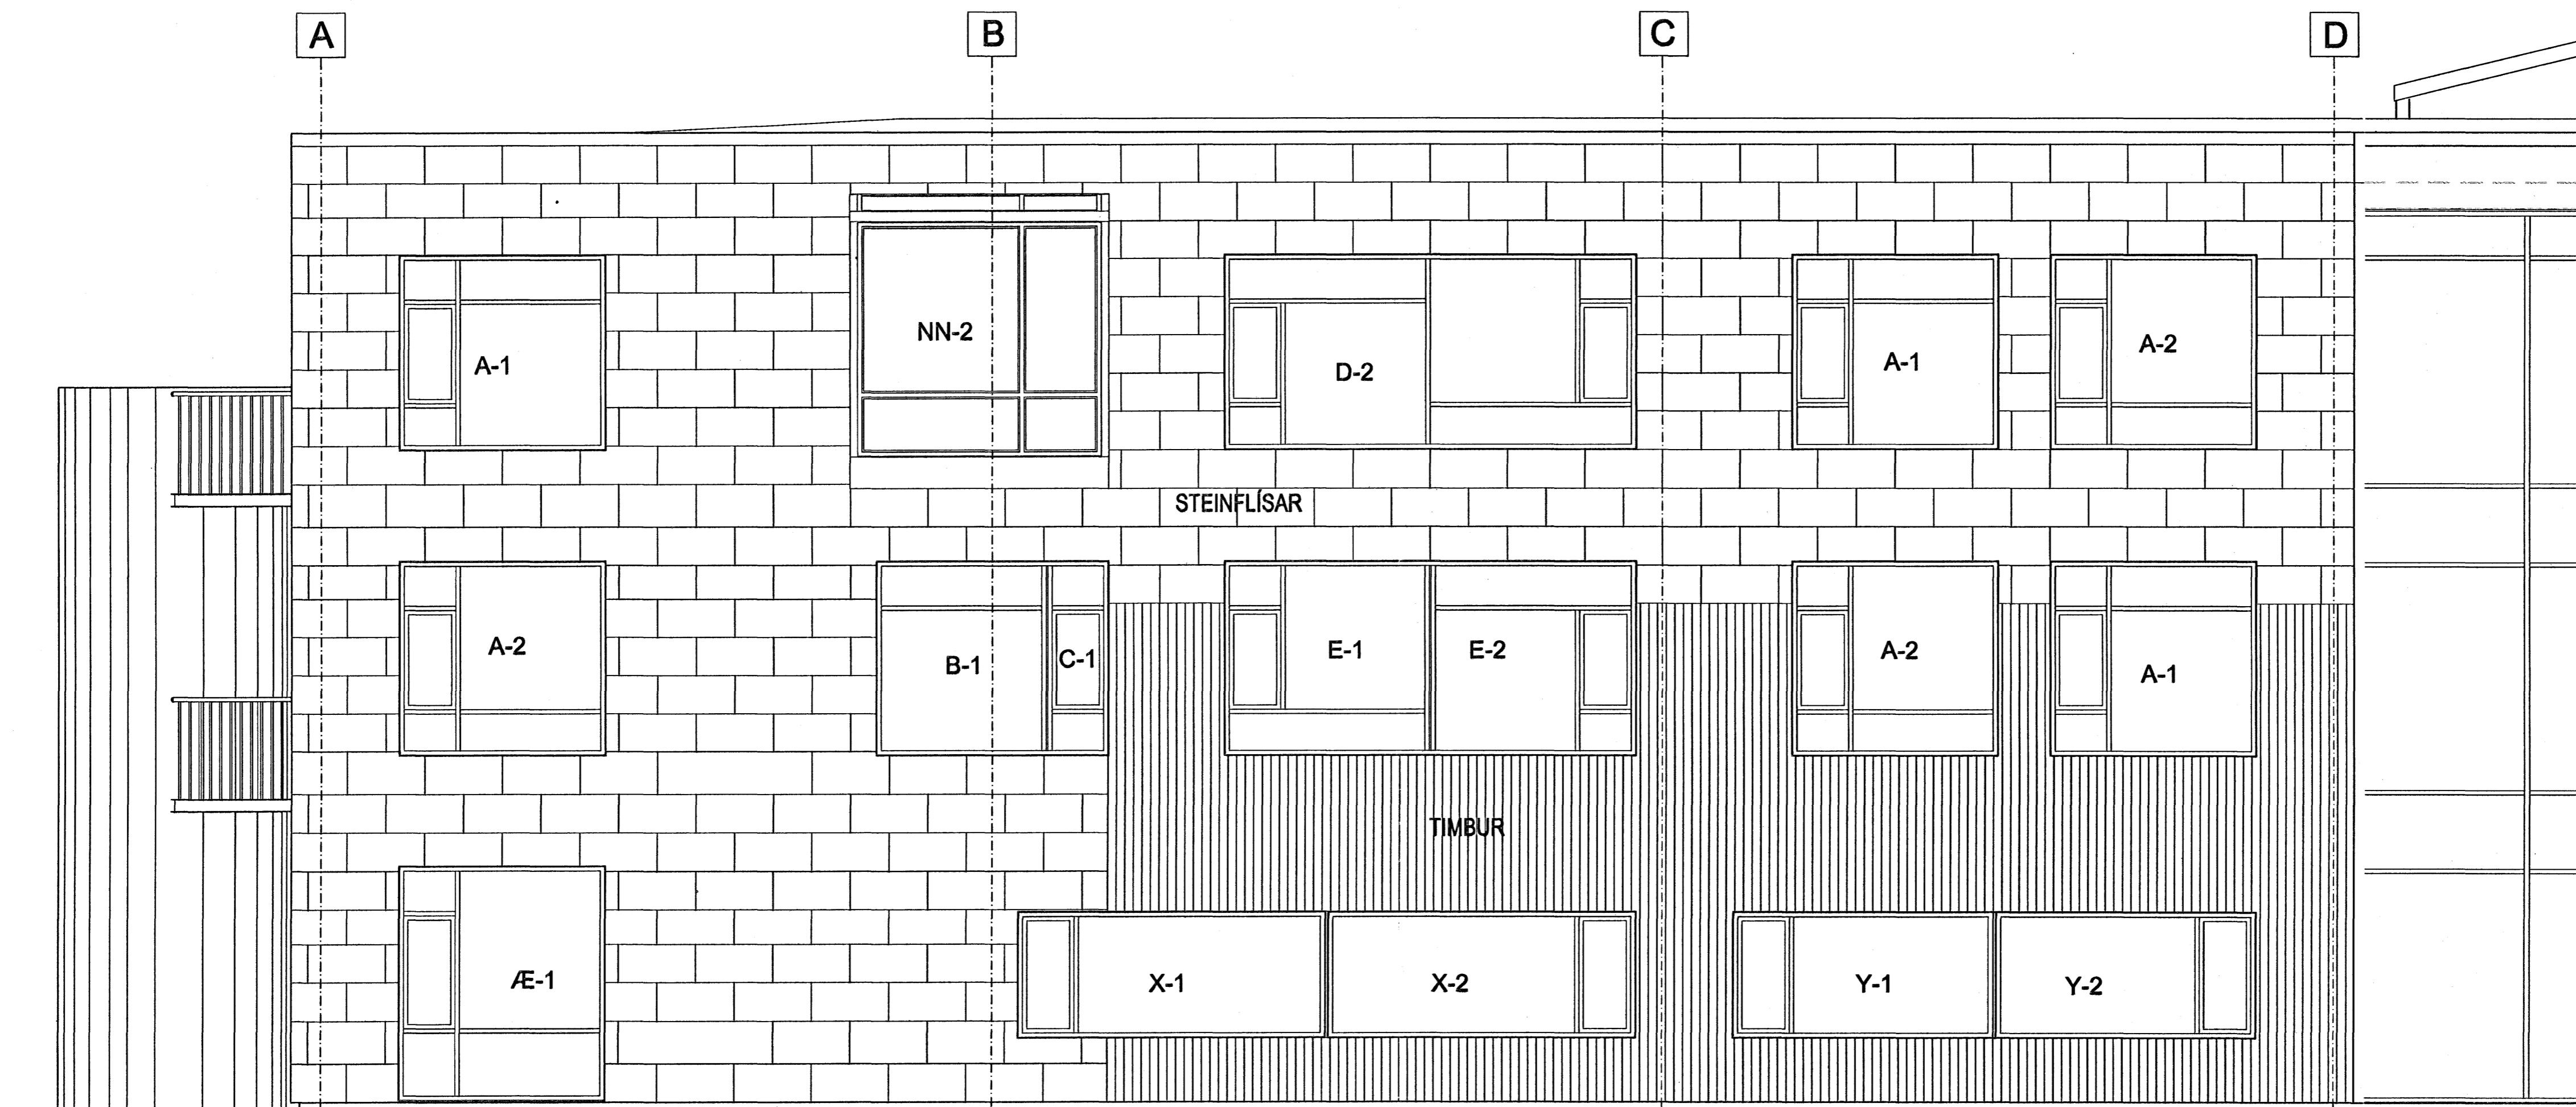 A
B
C
D
A-1
NN-2
D-2
A-1
A-2
STEINFLÍSAR
A-2
B-1
C-1
E-1
E-2
A-2
A-1
TIMBUR
Æ-1
X-1
X-2
Y-1
Y-2